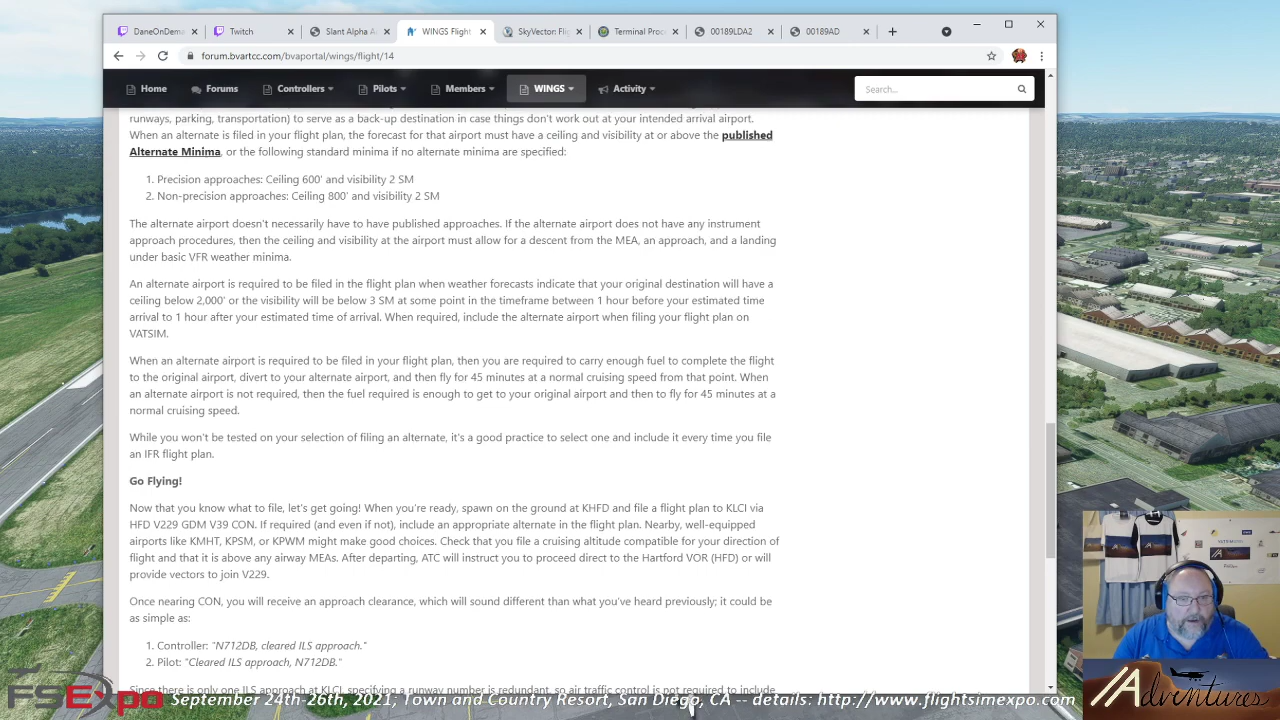 DaneOnDem
Twitch
Slant Alpha A
WINGS Flight
SkyVector: Fli
Terminal Proc
00189LDA2
00189AD
forum.bvartcc.com/bvaportal/wings/flight/14
Home
Forums
Controllers
Pilots
Members
WINGS
Activity
Search...
runways, parking, transportation) to serve as a back-up destination in case things don't work out at your intended arrival airport.
When an alternate is filed in your flight plan, the forecast for that airport must have a ceiling and visibility at or above the published
Alternate Minima, or the following standard minima if no alternate minima are specified:
1. Precision approaches: Ceiling 600' and visibility 2 SM
2. Non-precision approaches: Ceiling 800' and visibility 2 SM
The alternate airport doesn't necessarily have to have published approaches. If the alternate airport does not have any instrument
approach procedures, then the ceiling and visibility at the airport must allow for a descent from the MEA, an approach, and a landing
under basic VFR weather minima.
An alternate airport is required to be filed in the flight plan when weather forecasts indicate that your original destination will have a
ceiling below 2,000' or the visibility will be below 3 SM at some point in the timeframe between 1 hour before your estimated time
arrival to 1 hour after your estimated time of arrival. When required, include the alternate airport when filing your flight plan on
VATSIM.
When an alternate airport is required to be filed in your flight plan, then you are required to carry enough fuel to complete the flight
to the original airport, divert to your alternate airport, and then fly for 45 minutes at a normal cruising speed from that point. When
an alternate airport is not required, then the fuel required is enough to get to your original airport and then to fly for 45 minutes at a
normal cruising speed.
While you won't be tested on your selection of filing an alternate, it's a good practice to select one and include it every time you file
an IFR flight plan.
Go Flying!
Now that you know what to file, let's get going! When you're ready, spawn on the ground at KHFD and file a flight plan to KLCI via
HFD V229 GDM V39 CON. If required (and even if not), include an appropriate alternate in the flight plan. Nearby, well-equipped
airports like KMHT, KPSM, or KPWM might make good choices. Check that you file a cruising altitude compatible for your direction of
flight and that it is above any airway MEAs. After departing, ATC will instruct you to proceed direct to the Hartford VOR (HFD) or will
provide vectors to join V229.
Once nearing CON, you will receive an approach clearance, which will sound different than what you've heard previously; it could be
as simple as:
1. Controller: "N712DB, cleared ILS approach."
2. Pilot: "Cleared ILS approach, N712DB."
Since there is only one ILS approach at KLCI, specifying a runway number is redundant, so air traffic control is not required to include
FSExpo
September 24th-26th, 2021, Town and Country Resort, San Diego, CA -- details: http://www.flightsimexpo.com
Adventures